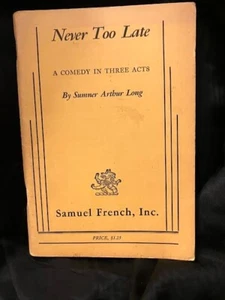 Never Too Late
A COMEDY IN THREE ACTS
By Sumner Arthur Long
Samuel French, Inc.
PRICE, $1.25